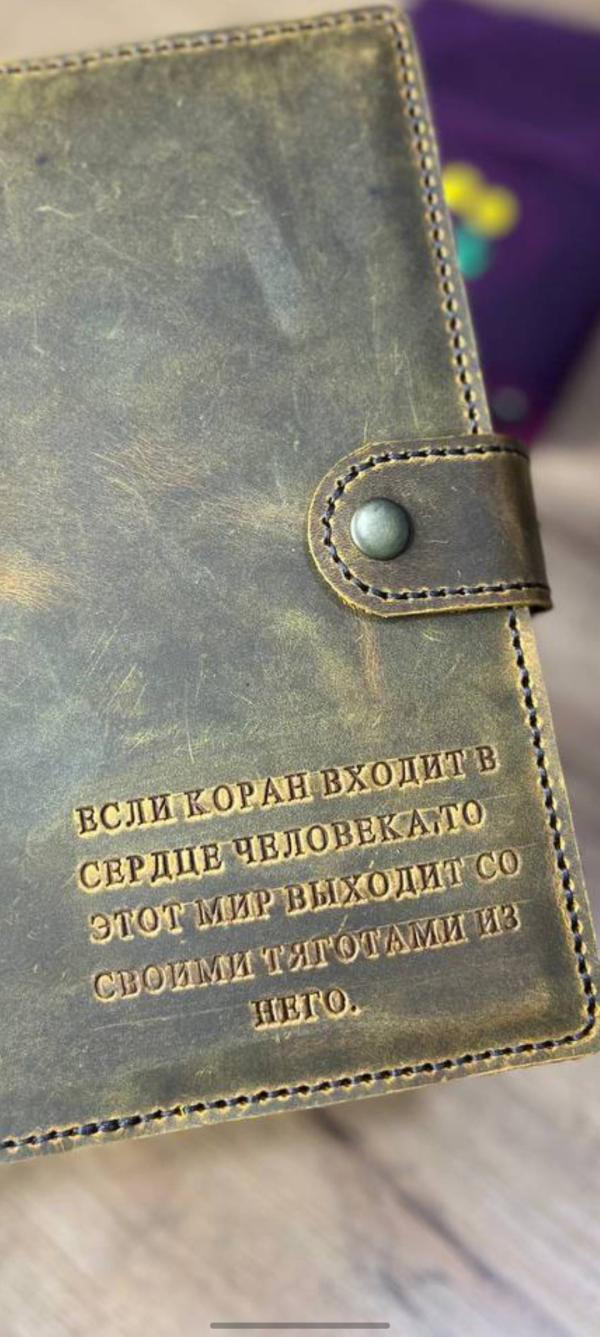 ЕСЛИ КОРАН ВХОДИТ В
СЕРДЦЕ ЧЕЛОВЕКА,ТО
ЭТОТ МИР ВЫХОДИТ СО
СВОИМИ ТЯГОТАМИ ИЗ
НЕГО.